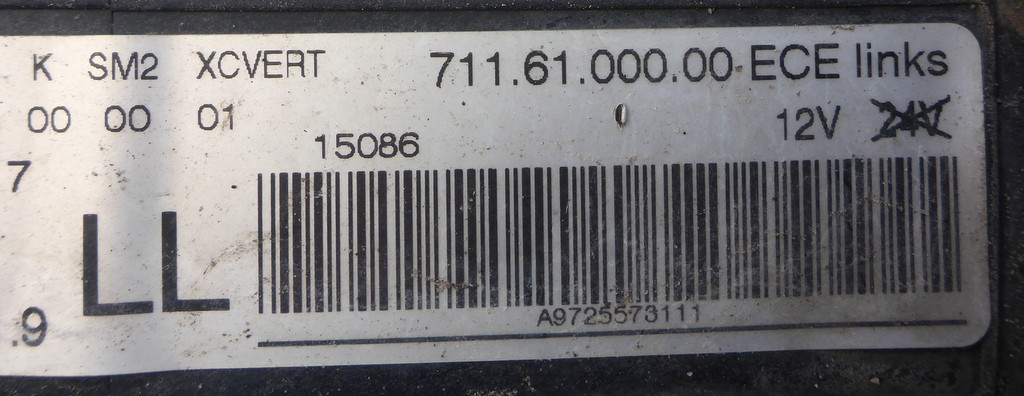 K SM2 XCVERT 711.61.000.00 ECE links
00 00 01 12V 24V
15086
7
LL
.9
A9725573111